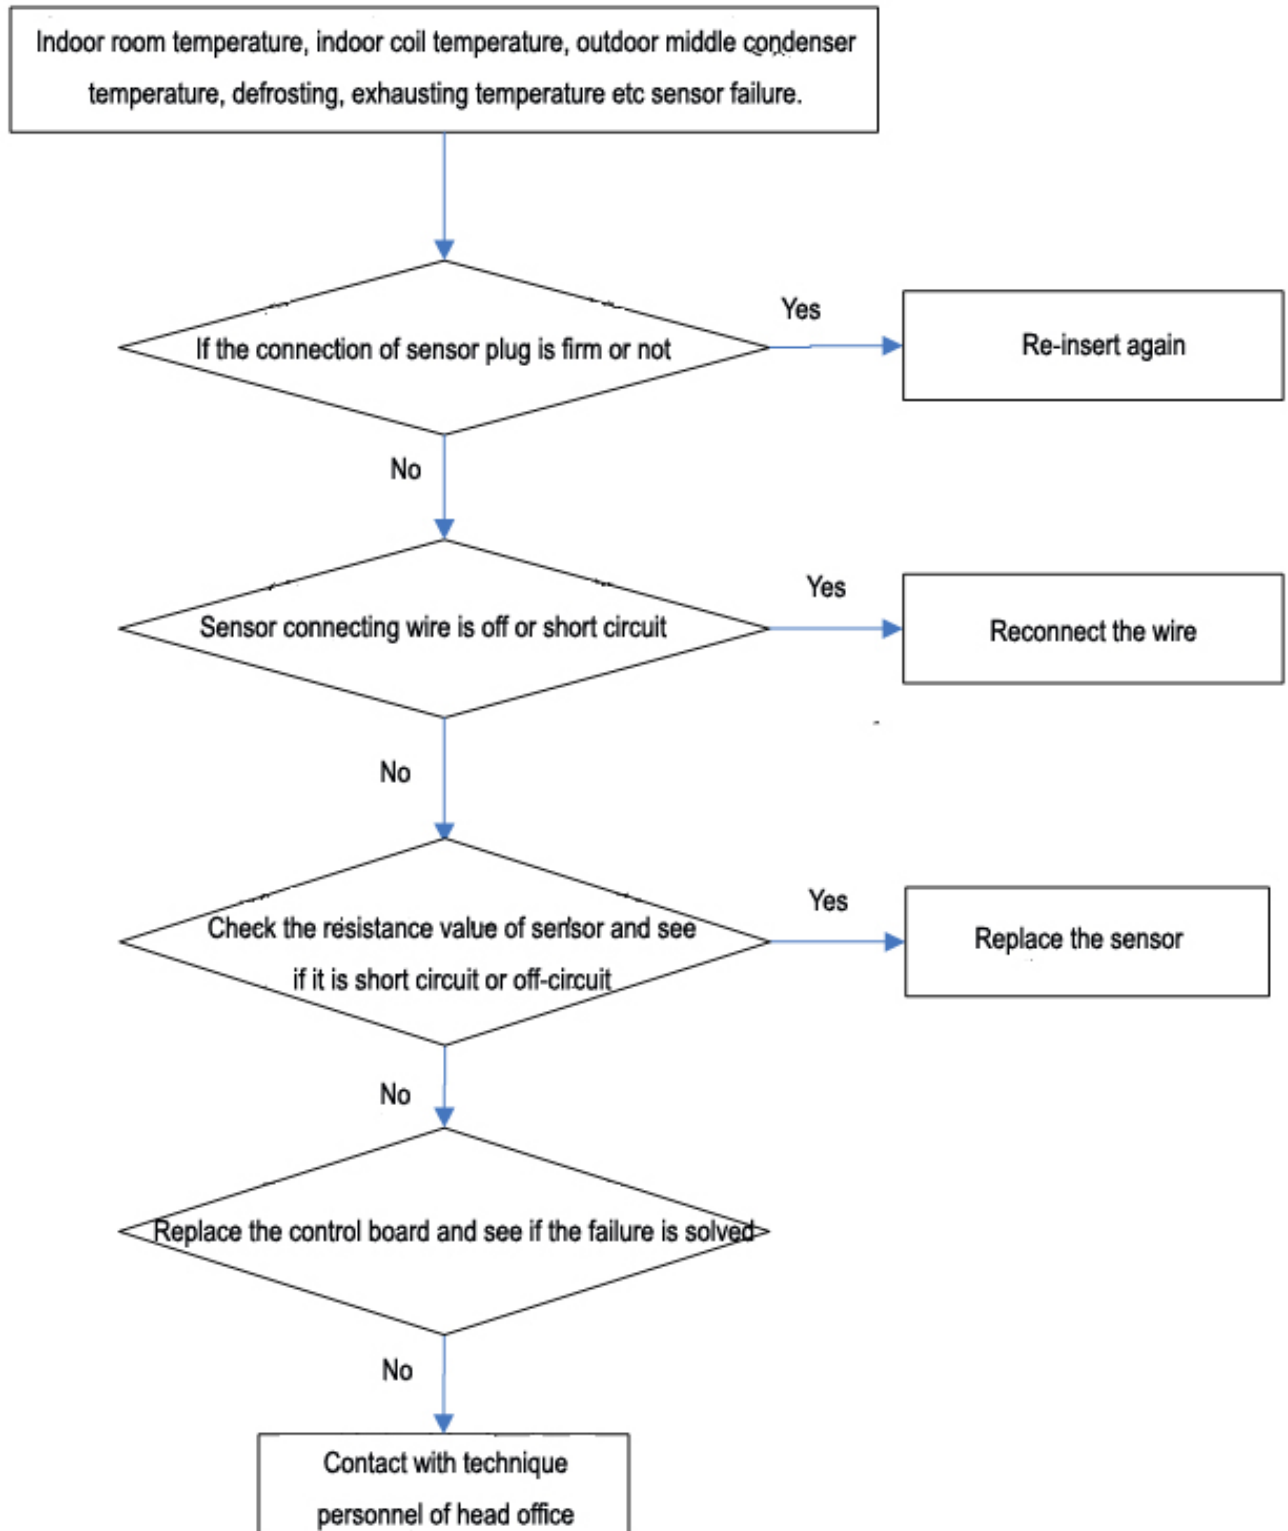 Indoor room temperature, indoor coil temperature, outdoor middle condenser
temperature, defrosting, exhausting temperature etc sensor failure.
Yes
If the connection of sensor plug is firm or not
Re-insert again
No
Yes
Sensor connecting wire is off or short circuit
Reconnect the wire
No
Yes
Check the resistance value of sensor and see
if it is short circuit or off-circuit
Replace the sensor
No
Replace the control board and see if the failure is solved
No
Contact with technique
personnel of head office